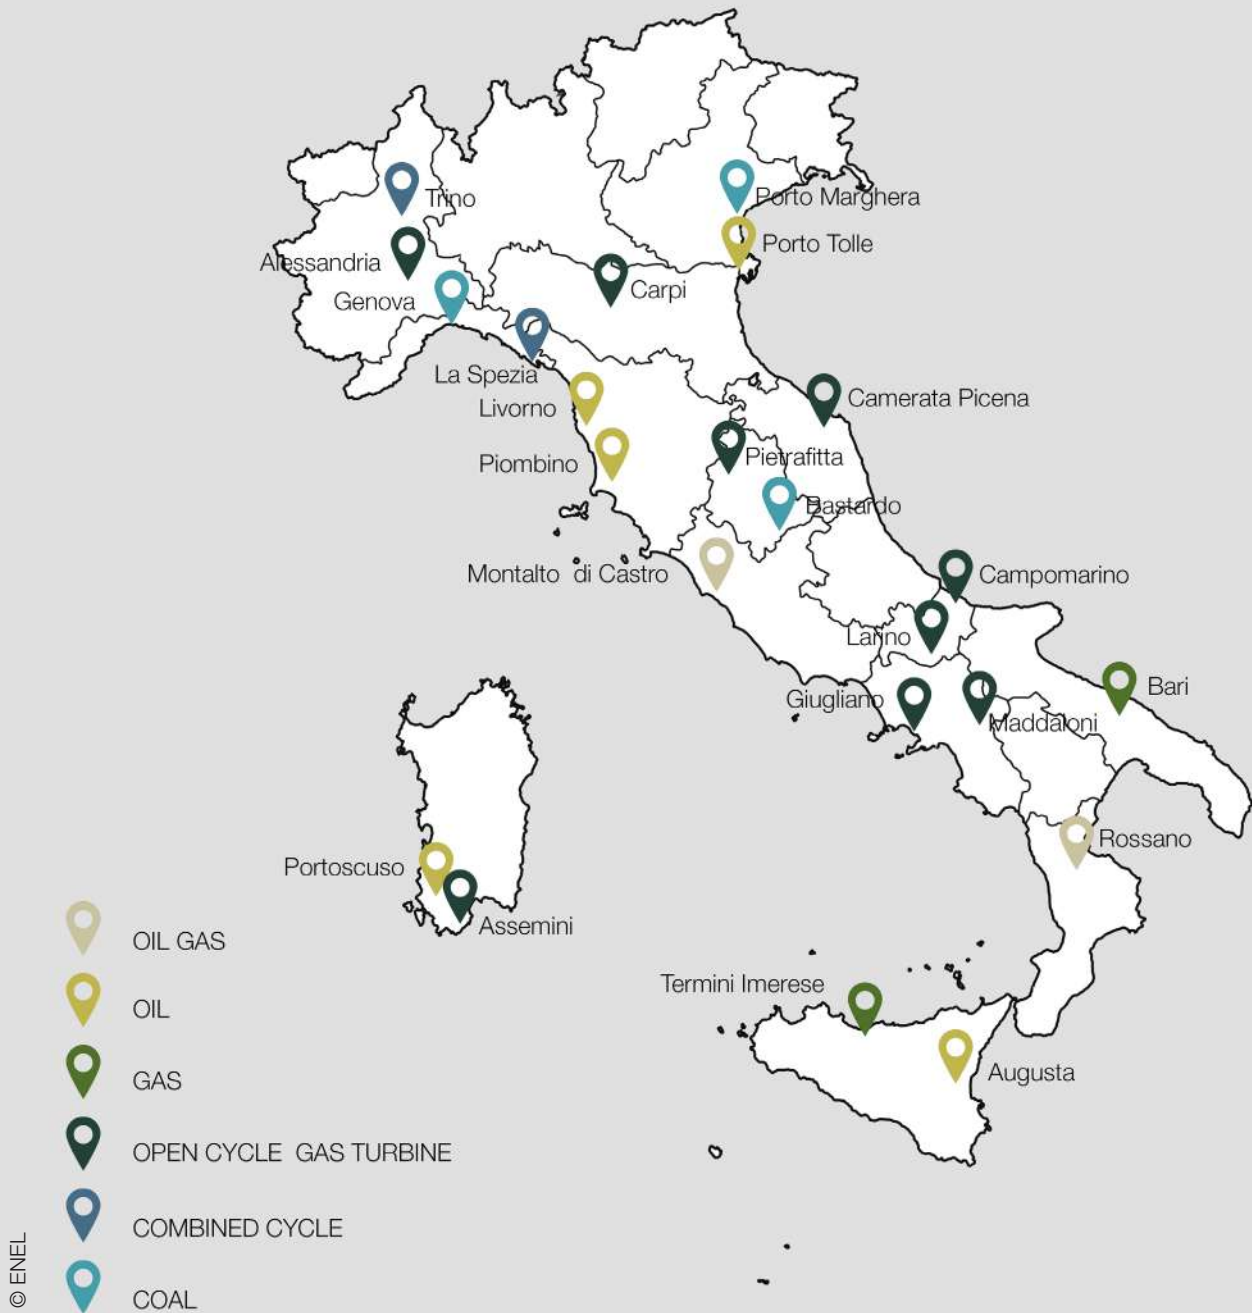 Trino
Porto Marghera
Porto Tolle
Alessandria
Carpi
Genova
La Spezia
Livorno
Camerata Picena
Piombino
Pietrafitta
Bastardo
Montalto di Castro
Campomarino
Larino
Giugliano
Bari
Maddaloni
Rossano
Portoscuso
Assemini
Termini Imerese
Augusta
OIL GAS
OIL
GAS
OPEN CYCLE GAS TURBINE
COMBINED CYCLE
COAL
© ENEL